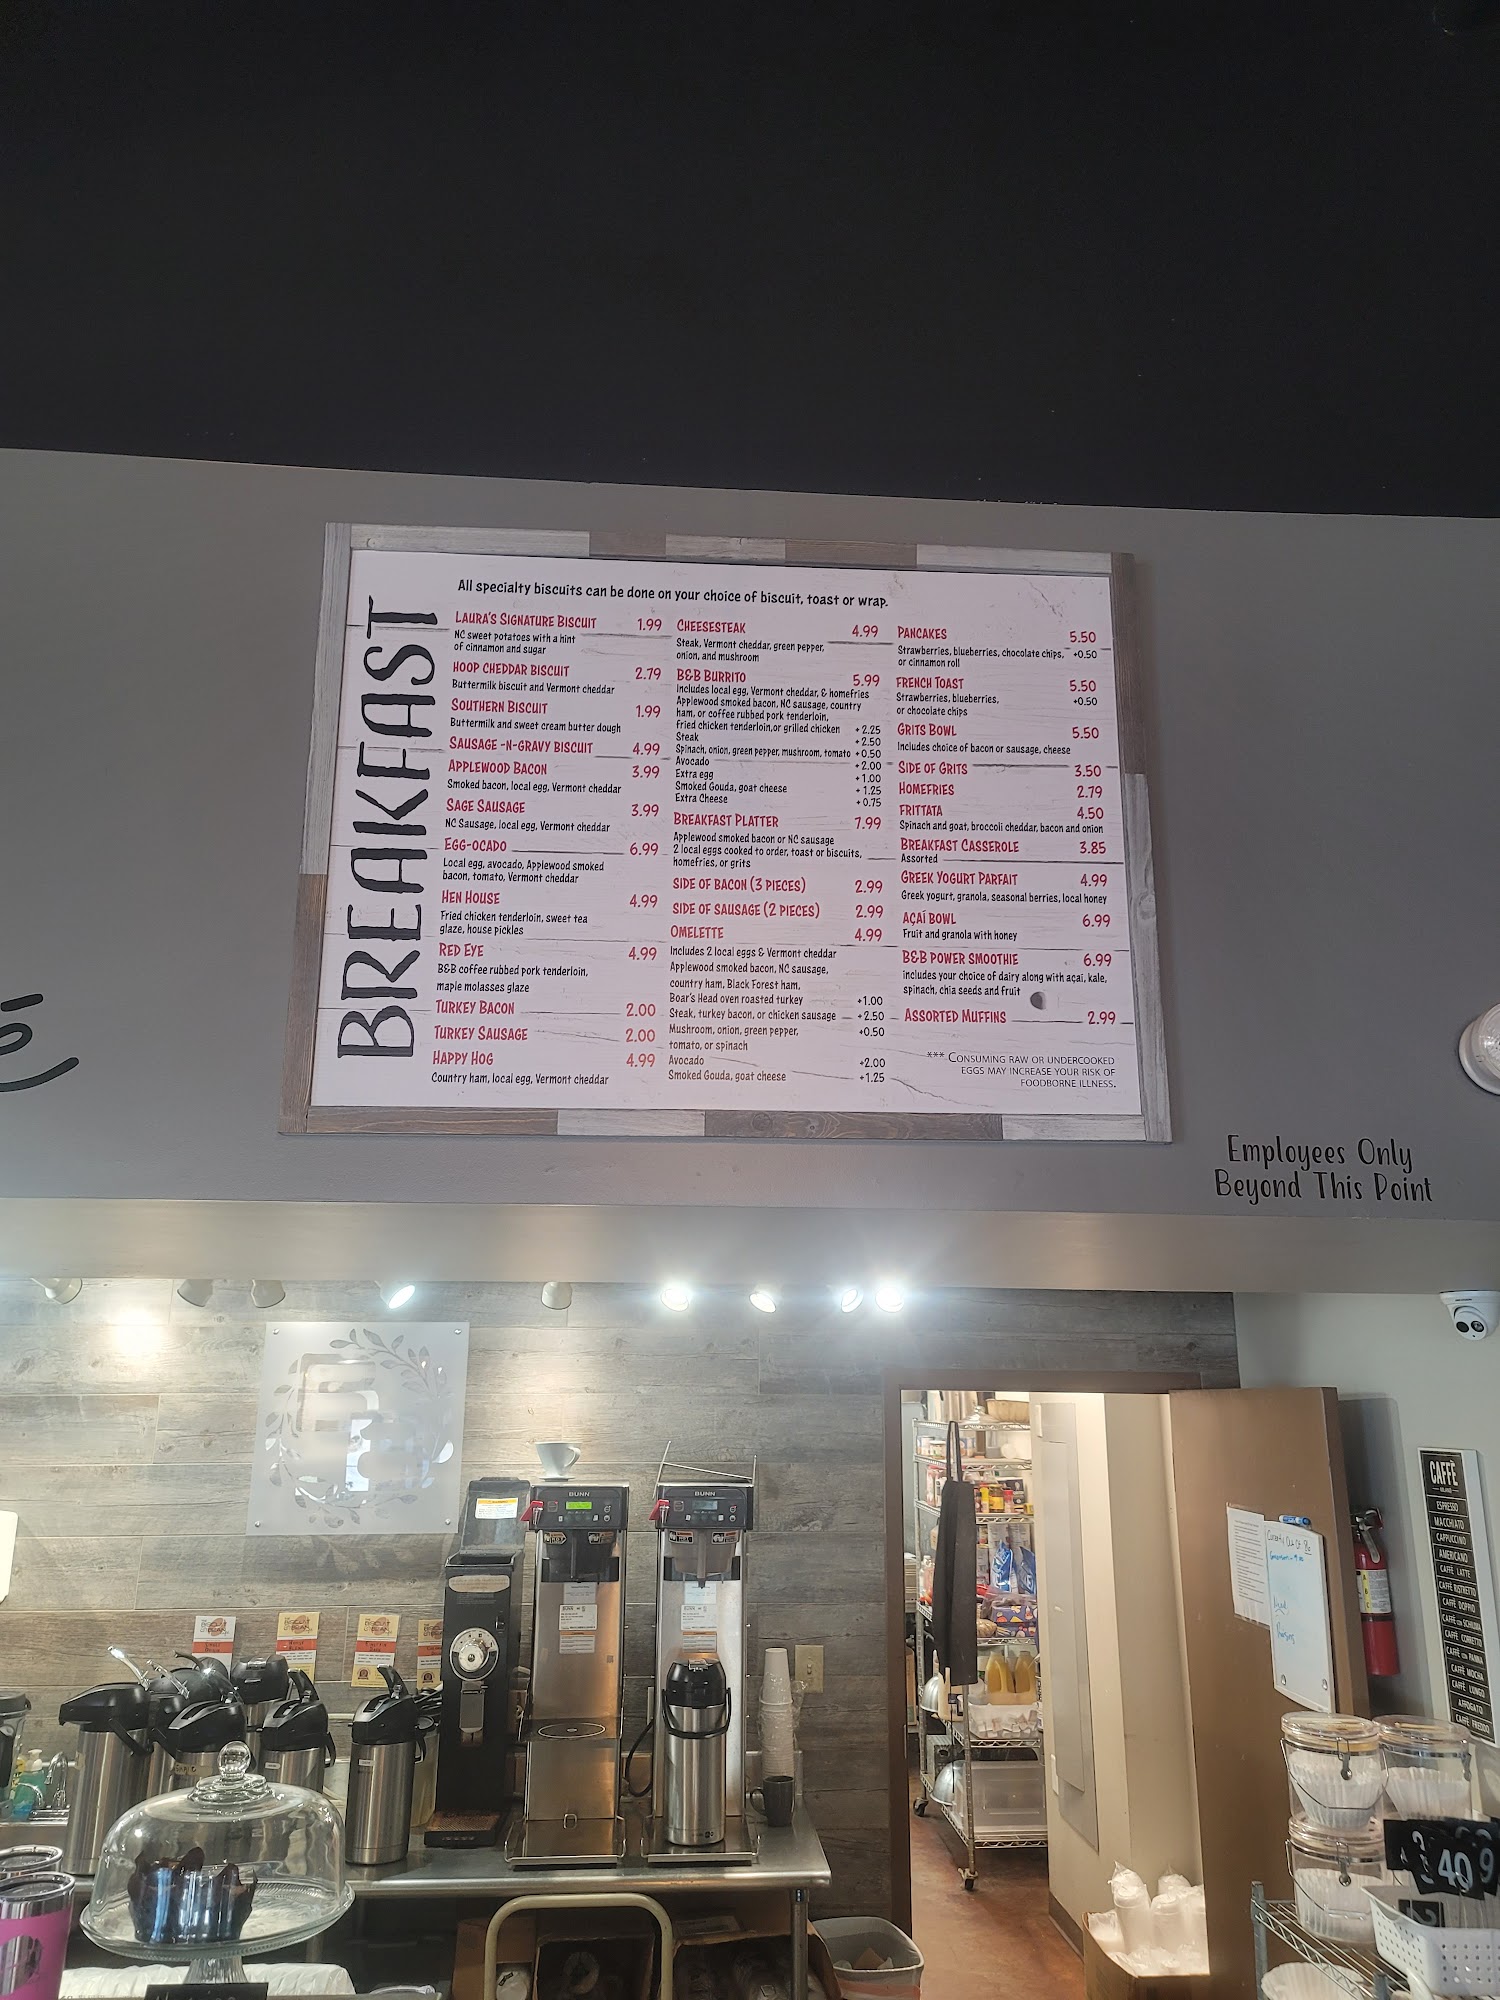 BREAKFAST
All specialty biscuits can be done on your choice of biscuit, toast or wrap.
LAURA'S SIGNATURE BISCUIT 1.99
NC sweet potatoes with a hint
of cinnamon and sugar
HOOP CHEDDAR BISCUIT 2.79
Buttermilk biscuit and Vermont cheddar
SOUTHERN BISCUIT 1.99
Buttermilk and sweet cream butter dough
SAUSAGE -N-GRAVY BISCUIT 4.99
APPLEWOOD BACON 3.99
Smoked bacon, local egg, Vermont cheddar
SAGE SAUSAGE 3.99
NC Sausage, local egg, Vermont cheddar
EGG-OCADO 6.99
Local egg, avocado, Applewood smoked
bacon, tomato, Vermont cheddar
HEN HOUSE 4.99
Fried chicken tenderloin, sweet tea
glaze, house pickles
RED EYE 4.99
B&B coffee rubbed pork tenderloin,
maple molasses glaze
TURKEY BACON 2.00
TURKEY SAUSAGE 2.00
HAPPY HOG 4.99
Country ham, local egg, Vermont cheddar
CHEESESTEAK 4.99
Steak, Vermont cheddar, green pepper,
onion, and mushroom
B&B BURRITO 5.99
Includes local egg, Vermont cheddar, & homefries
Applewood smoked bacon, NC sausage, country
ham, or coffee rubbed pork tenderloin,
fried chicken tenderloin,or grilled chicken +2.25
Steak +2.50
Spinach, onion, green pepper, mushroom, tomato +0.50
Avocado +2.00
Extra egg +1.00
Smoked Gouda, goat cheese +1.25
Extra Cheese +0.75
BREAKFAST PLATTER 7.99
Applewood smoked bacon or NC sausage
2 local eggs cooked to order, toast or biscuits,
homefries, or grits
SIDE OF BACON (3 PIECES) 2.99
SIDE OF SAUSAGE (2 PIECES) 2.99
OMELETTE 4.99
Includes 2 local eggs & Vermont cheddar
Applewood smoked bacon, NC sausage,
country ham, Black Forest ham,
Boar's Head oven roasted turkey +1.00
Steak, turkey bacon, or chicken sausage +2.50
Mushroom, onion, green pepper, +0.50
tomato, or spinach
Avocado +2.00
Smoked Gouda, goat cheese +1.25
PANCAKES 5.50
Strawberries, blueberries, chocolate chips, +0.50
or cinnamon roll
FRENCH TOAST 5.50
Strawberries, blueberries, +0.50
or chocolate chips
GRITS BOWL 5.50
Includes choice of bacon or sausage, cheese
SIDE OF GRITS 3.50
HOMEFRIES 2.79
FRITTATA 4.50
Spinach and goat, broccoli cheddar, bacon and onion
BREAKFAST CASSEROLE 3.85
Assorted
GREEK YOGURT PARFAIT 4.99
Greek yogurt, granola, seasonal berries, local honey
AÇAÍ BOWL 6.99
Fruit and granola with honey
B&B POWER SMOOTHIE 6.99
includes your choice of dairy along with açai, kale,
spinach, chia seeds and fruit
ASSORTED MUFFINS 2.99
*** CONSUMING RAW OR UNDERCOOKED
EGGS MAY INCREASE YOUR RISK OF
FOODBORNE ILLNESS.
Employees Only
Beyond This Point
BUNN
BUNN
CAFFÈ
ESPRESSO
MACCHIATO
CAPPUCCINO
AMERICANO
CAFFÈ LATTE
CAFFÈ RISTRETTO
CAFFÈ DOPPIO
CAFFÈ CON SCHIUMA
CAFFÈ CORRETTO
CAFFÈ CON PANNA
CAFFÈ MOCHA
CAFFÈ LUNGO
AFFOGATO
CAFFÈ FREDDO
40
9